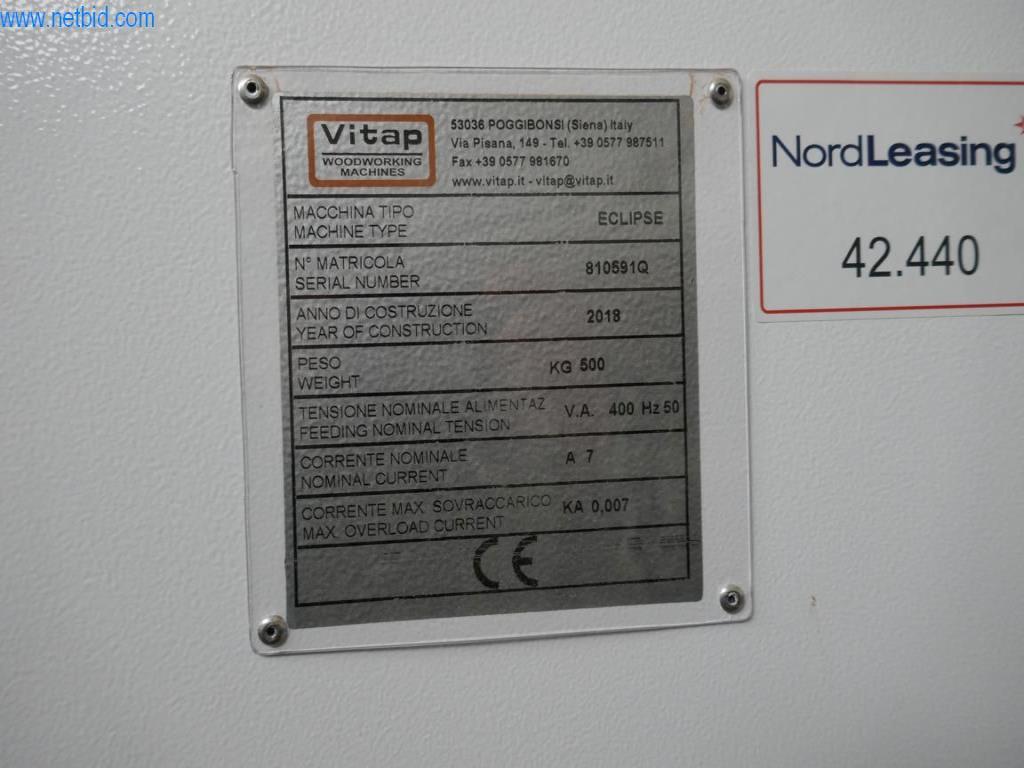 www.netbid.com
Vitap
WOODWORKING
MACHINES
53036 POGGIBONSI (Siena) Italy
Via Pisana, 149 - Tel. +39 0577 987511
Fax +39 0577 981670
www.vitap.it - vitap@vitap.it
MACCHINA TIPO
MACHINE TYPE
ECLIPSE
N° MATRICOLA
SERIAL NUMBER
810591Q
ANNO DI COSTRUZIONE
YEAR OF CONSTRUCTION
2018
PESO
WEIGHT
KG 500
TENSIONE NOMINALE ALIMENTAZ
FEEDING NOMINAL TENSION
V.A. 400 Hz 50
CORRENTE NOMINALE
NOMINAL CURRENT
A 7
CORRENTE MAX. SOVRACCARICO
MAX. OVERLOAD CURRENT
KA 0,007
CE
NordLeasing
42.440